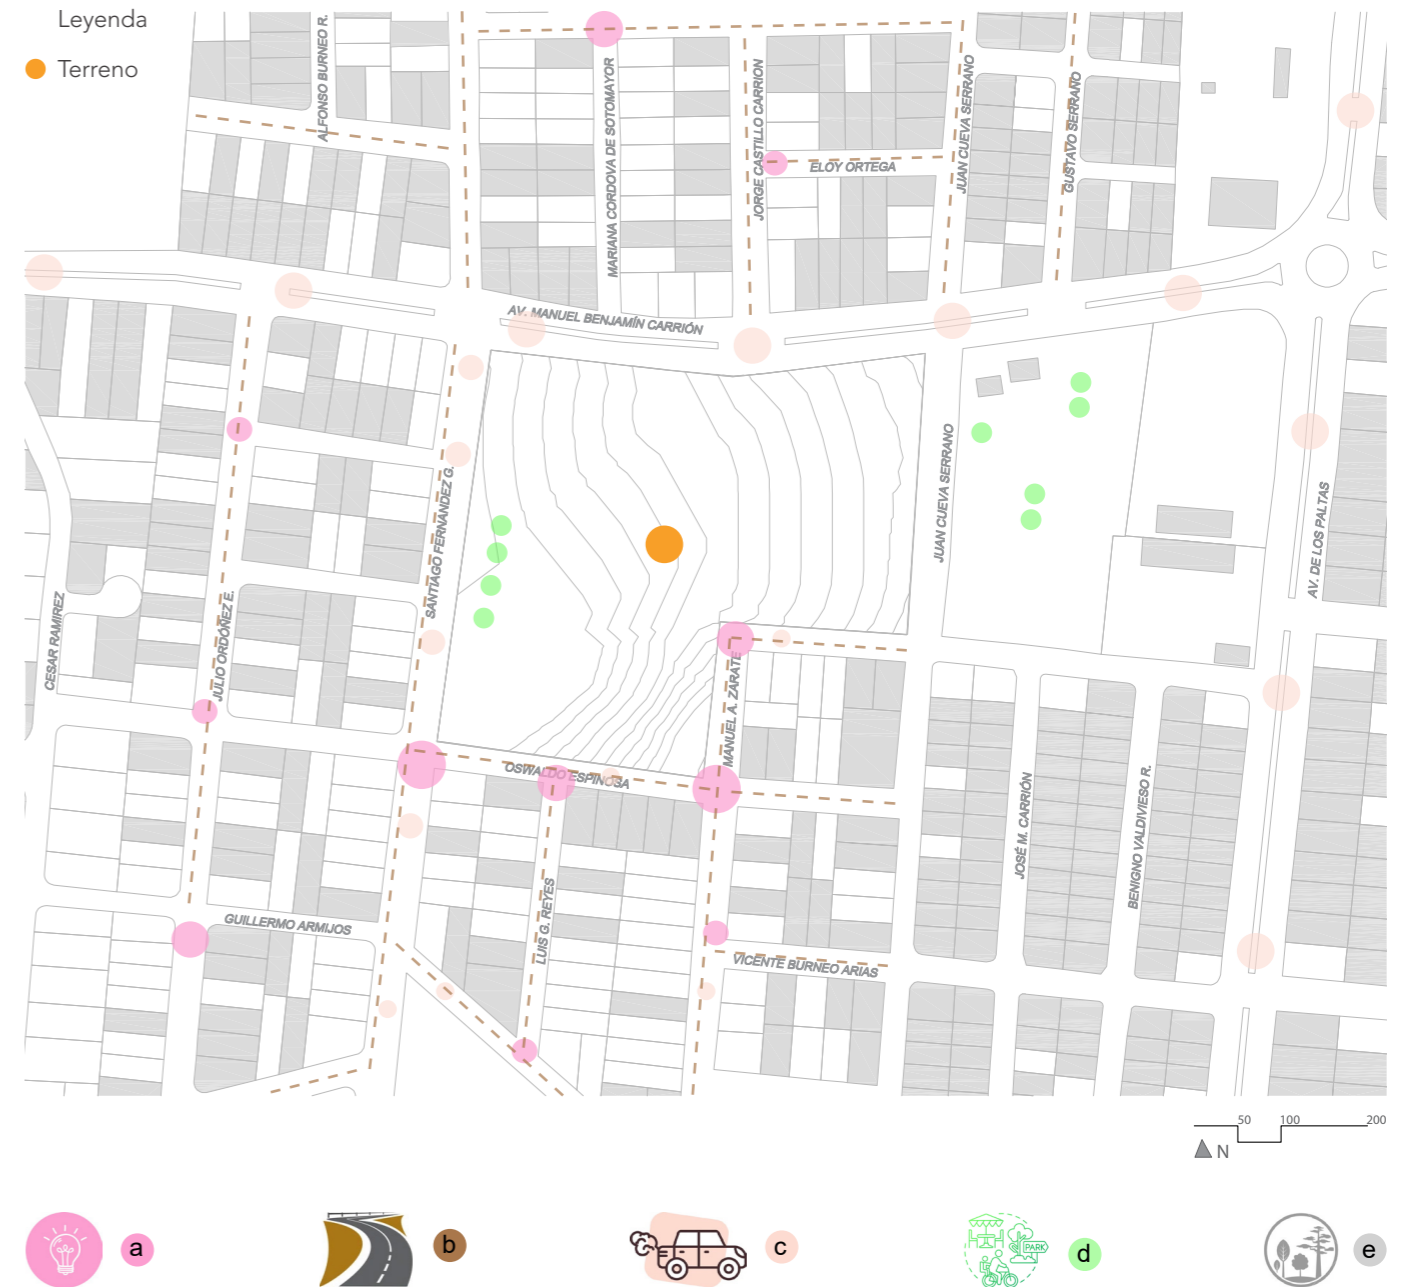 Leyenda
Terreno
ALFONSO BURNEO R.
MARIANA CORDOVA DE SOTOMAYOR
JORGE CASTILLO CARRION
JUAN CUEVA SERRANO
GUSTAVO SERRANO
ELOY ORTEGA
AV. MANUEL BENJAMÍN CARRIÓN
SANTIAGO FERNANDEZ G.
JUAN CUEVA SERRANO
AV. DE LOS PALTAS
CESAR RAMIREZ
JULIO ORDÓÑEZ E.
MANUEL A. ZARATE
OSWALDO ESPINOSA
JOSÉ M. CARRIÓN
BENIGNO VALDIVIESO R.
LUIS G. REYES
GUILLERMO ARMIJOS
VICENTE BURNEO ARIAS
50 100 200
N
a
b
c
PARK
d
e